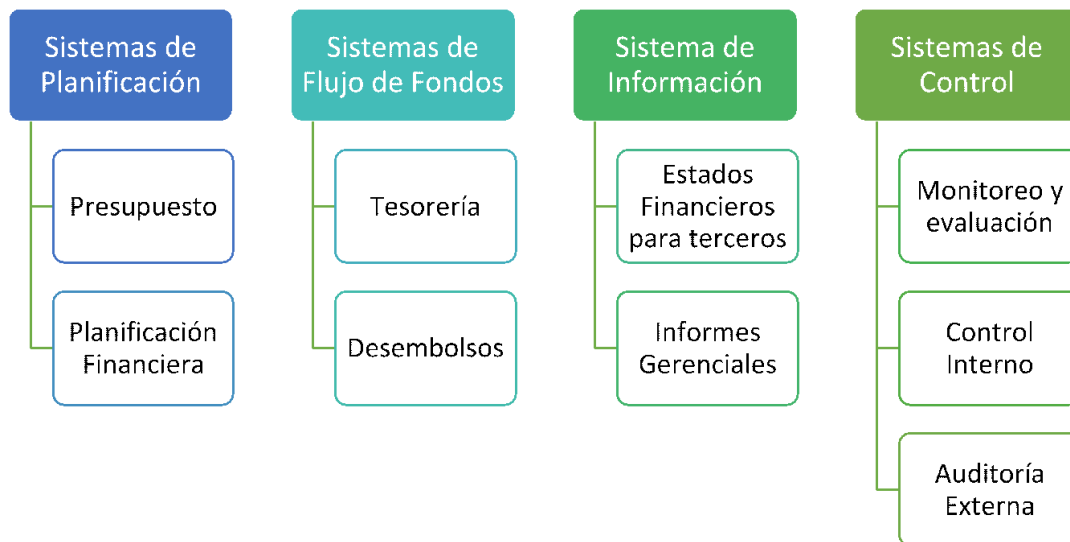 Sistemas de
Planificación
Presupuesto
Planificación
Financiera
Sistemas de
Flujo de Fondos
Tesorería
Desembolsos
Sistema de
Información
Estados
Financieros
para terceros
Informes
Gerenciales
Sistemas de
Control
Monitoreo y
evaluación
Control
Interno
Auditoría
Externa